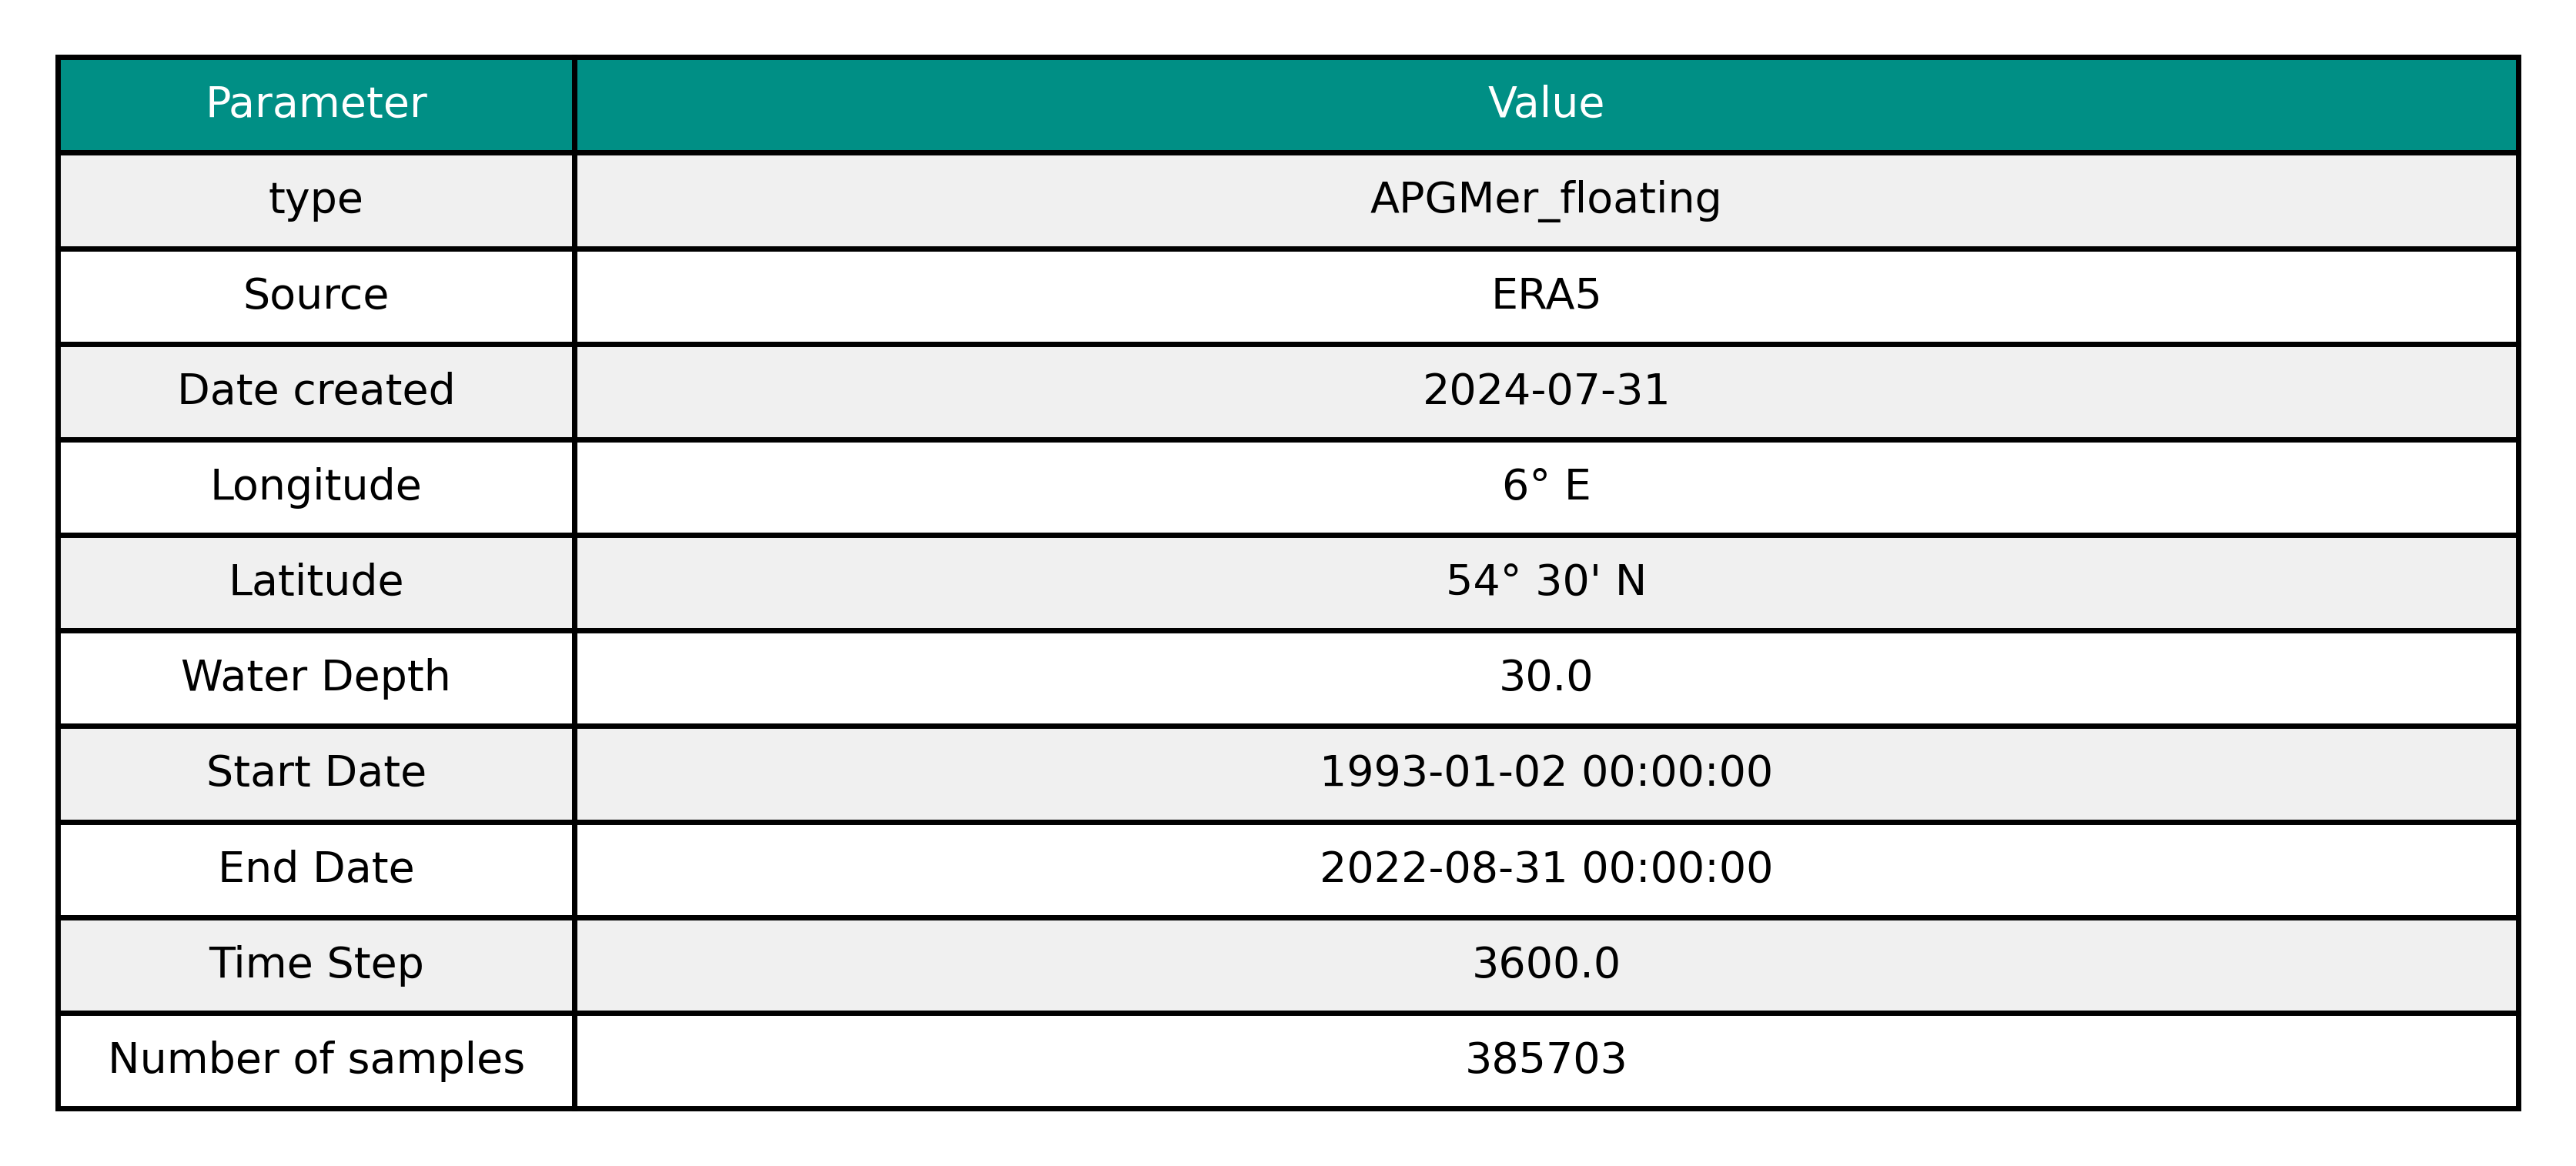 Parameter Value
type APGMer_floating
Source ERA5
Date created 2024-07-31
Longitude 6° E
Latitude 54° 30' N
Water Depth 30.0
Start Date 1993-01-02 00:00:00
End Date 2022-08-31 00:00:00
Time Step 3600.0
Number of samples 385703